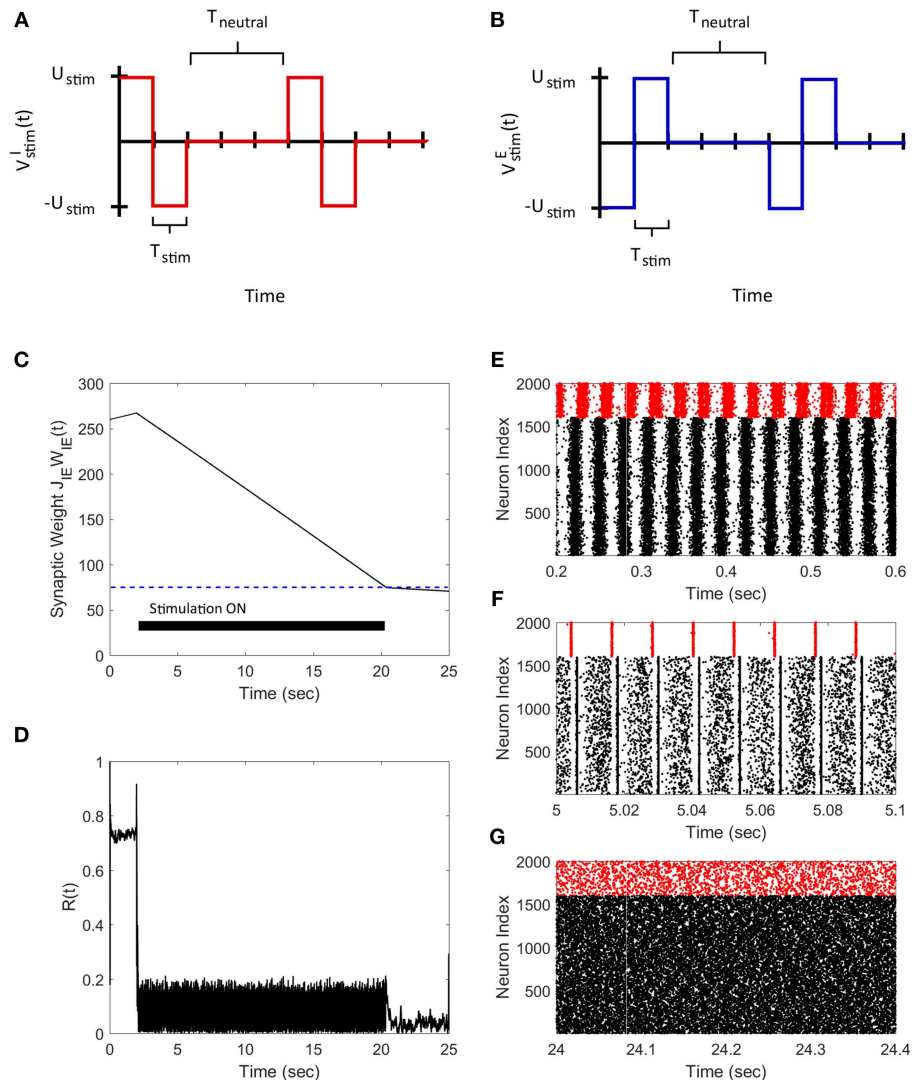 A
T neutral
U stim
V I stim (t)
-U stim
T stim
Time
B
T neutral
U stim
V E stim (t)
-U stim
T stim
Time
C
300
250
200
150
100
50
0
Synaptic Weight J IE W IE (t)
Stimulation ON
0 5 10 15 20 25
Time (sec)
D
1
0.8
0.6
0.4
0.2
0
R(t)
0 5 10 15 20 25
Time (sec)
E
2000
1500
1000
500
Neuron Index
0.2 0.3 0.4 0.5 0.6
Time (sec)
F
2000
1500
1000
500
Neuron Index
5 5.02 5.04 5.06 5.08 5.1
Time (sec)
G
2000
1500
1000
500
Neuron Index
24 24.1 24.2 24.3 24.4
Time (sec)